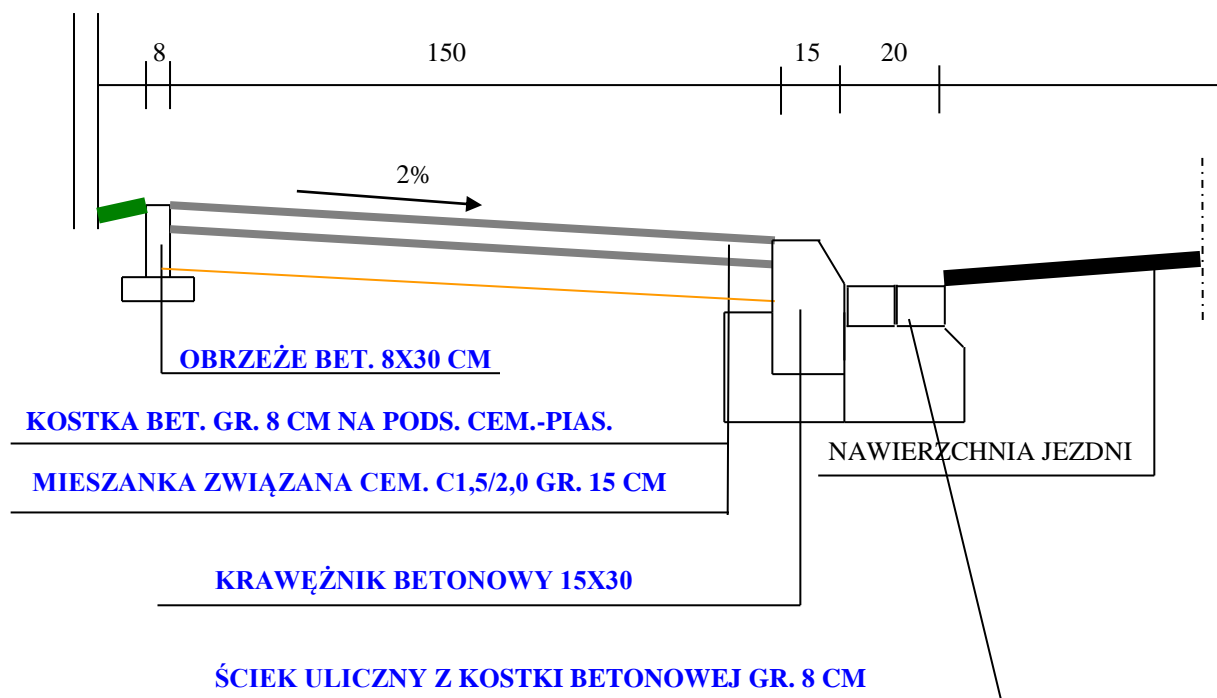 8 150 15 20
2%
OBRZEŻE BET. 8X30 CM
KOSTKA BET. GR. 8 CM NA PODS. CEM.-PIAS.
NAWIERZCHNIA JEZDNI
MIESZANKA ZWIĄZANA CEM. C1,5/2,0 GR. 15 CM
KRAWĘŻNIK BETONOWY 15X30
ŚCIEK ULICZNY Z KOSTKI BETONOWEJ GR. 8 CM